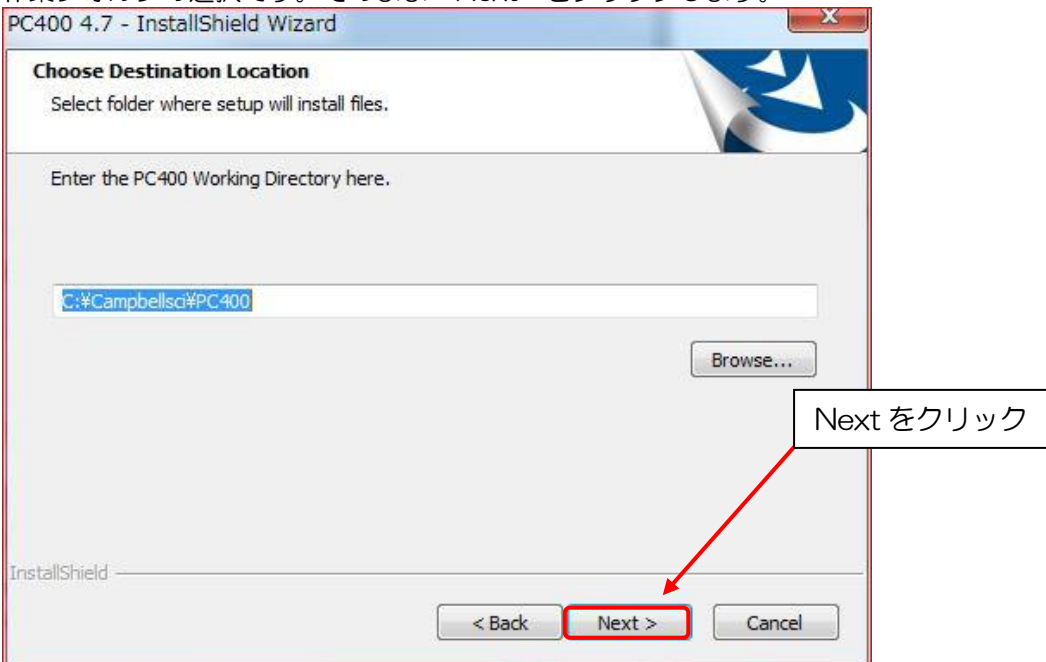 PC400 4.7 - InstallShield Wizard
Choose Destination Location
Select folder where setup will install files.
Enter the PC400 Working Directory here.
C:¥Campbellsci¥PC400
Browse...
Next をクリック
InstallShield
< Back
Next >
Cancel